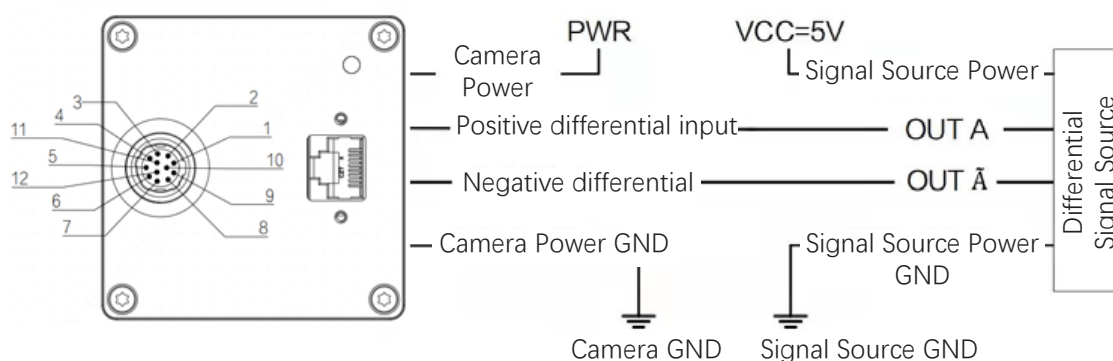 PWR
VCC=5V
Camera
Power
Signal Source Power
3
2
4
1
11
5
10
12
6
9
7
8
Positive differential input
OUT A
Negative differential
OUT Ã
Differential
Signal Source
Camera Power GND
Signal Source Power
GND
Camera GND
Signal Source GND